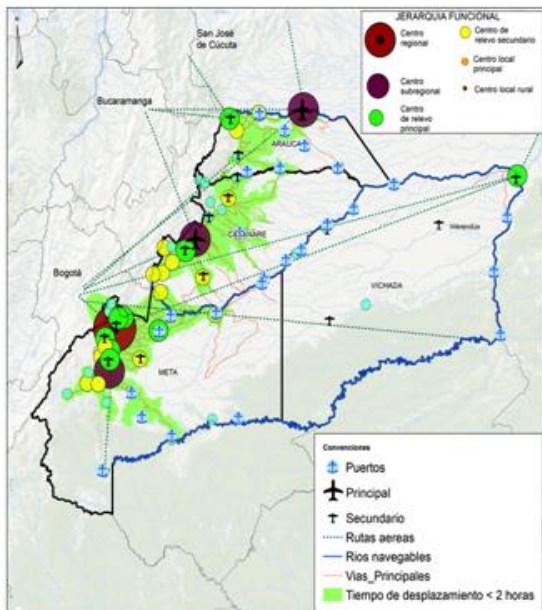 JERARQUIA FUNCIONAL
Centro
regional
Centro
subregional
Centro
de relevo
principal
Centro de
relevo secundario
Centro local
principal
Centro local rural
San José
de Cúcuta
Bucaramanga
ARAUCA
CASANARE
Bogotá
VICHADA
META
Convenciones
Puertos
Principal
Secundario
Rutas aereas
Rios navegables
Vias_Principales
Tiempo de desplazamiento < 2 horas